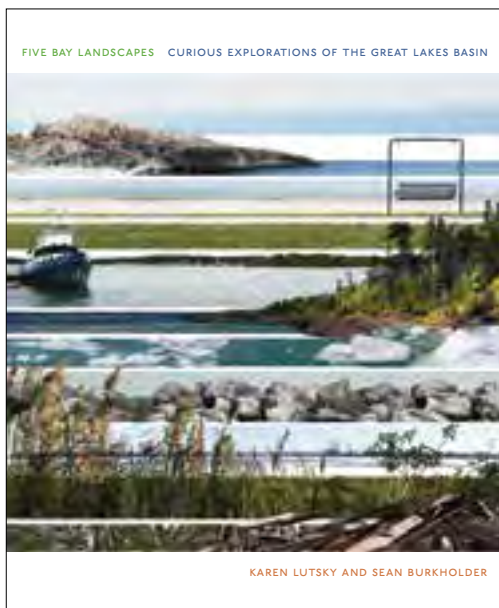 FIVE BAY LANDSCAPES CURIOUS EXPLORATIONS OF THE GREAT LAKES BASIN
KAREN LUTSKY AND SEAN BURKHOLDER